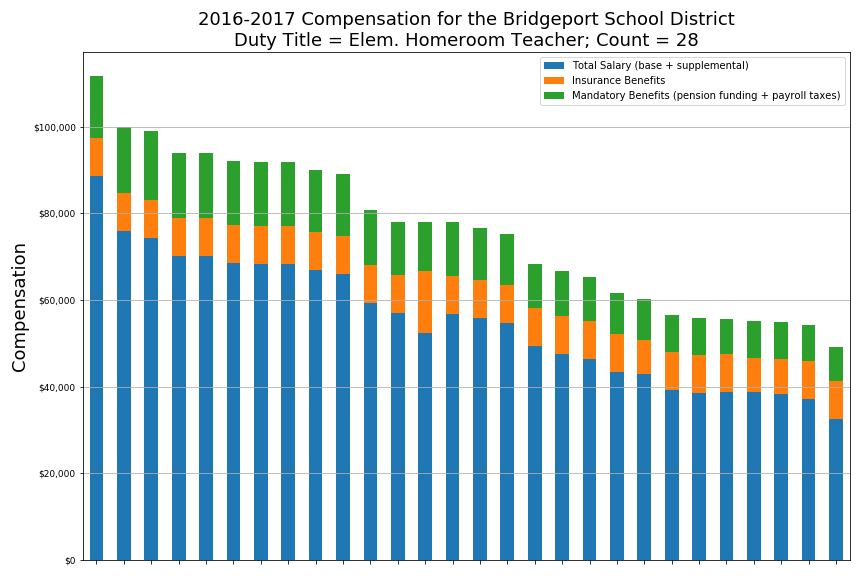 2016-2017 Compensation for the Bridgeport School District
Duty Title = Elem. Homeroom Teacher; Count = 28
Total Salary (base + supplemental)
Insurance Benefits
Mandatory Benefits (pension funding + payroll taxes)
$100,000
$80,000
$60,000
$40,000
$20,000
$0
Compensation